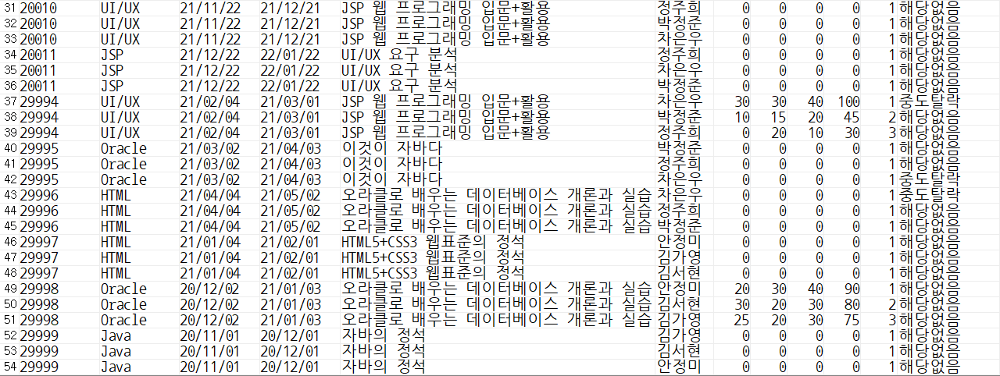 31 20010 UI/UX 21/11/22 21/12/21 JSP 웹 프로그래밍 입문+활용 정주희 0 0 0 0 1 해당없음
32 20010 UI/UX 21/11/22 21/12/21 JSP 웹 프로그래밍 입문+활용 박정준 0 0 0 0 1 해당없음
33 20010 UI/UX 21/11/22 21/12/21 JSP 웹 프로그래밍 입문+활용 차은우 0 0 0 0 1 해당없음
34 20011 JSP 21/12/22 22/01/22 UI/UX 요구 분석 정주희 0 0 0 0 1 해당없음
35 20011 JSP 21/12/22 22/01/22 UI/UX 요구 분석 차은우 0 0 0 0 1 해당없음
36 20011 JSP 21/12/22 22/01/22 UI/UX 요구 분석 박정준 0 0 0 0 1 해당없음
37 29994 UI/UX 21/02/04 21/03/01 JSP 웹 프로그래밍 입문+활용 차은우 30 30 40 100 1 중도탈락
38 29994 UI/UX 21/02/04 21/03/01 JSP 웹 프로그래밍 입문+활용 박정준 10 15 20 45 2 해당없음
39 29994 UI/UX 21/02/04 21/03/01 JSP 웹 프로그래밍 입문+활용 정주희 0 20 10 30 3 해당없음
40 29995 Oracle 21/03/02 21/04/03 이것이 자바다 박정준 0 0 0 0 1 해당없음
41 29995 Oracle 21/03/02 21/04/03 이것이 자바다 정주희 0 0 0 0 1 해당없음
42 29995 Oracle 21/03/02 21/04/03 이것이 자바다 차은우 0 0 0 0 1 중도탈락
43 29996 HTML 21/04/04 21/05/02 오라클로 배우는 데이터베이스 개론과 실습 차은우 0 0 0 0 1 중도탈락
44 29996 HTML 21/04/04 21/05/02 오라클로 배우는 데이터베이스 개론과 실습 정주희 0 0 0 0 1 해당없음
45 29996 HTML 21/04/04 21/05/02 오라클로 배우는 데이터베이스 개론과 실습 박정준 0 0 0 0 1 해당없음
46 29997 HTML 21/01/04 21/02/01 HTML5+CSS3 웹표준의 정석 안정미 0 0 0 0 1 해당없음
47 29997 HTML 21/01/04 21/02/01 HTML5+CSS3 웹표준의 정석 김가영 0 0 0 0 1 해당없음
48 29997 HTML 21/01/04 21/02/01 HTML5+CSS3 웹표준의 정석 김서현 0 0 0 0 1 해당없음
49 29998 Oracle 20/12/02 21/01/03 오라클로 배우는 데이터베이스 개론과 실습 안정미 20 30 40 90 1 해당없음
50 29998 Oracle 20/12/02 21/01/03 오라클로 배우는 데이터베이스 개론과 실습 김서현 30 20 30 80 2 해당없음
51 29998 Oracle 20/12/02 21/01/03 오라클로 배우는 데이터베이스 개론과 실습 김가영 25 20 30 75 3 해당없음
52 29999 Java 20/11/01 20/12/01 자바의 정석 김가영 0 0 0 0 1 해당없음
53 29999 Java 20/11/01 20/12/01 자바의 정석 김서현 0 0 0 0 1 해당없음
54 29999 Java 20/11/01 20/12/01 자바의 정석 안정미 0 0 0 0 1 해당없음